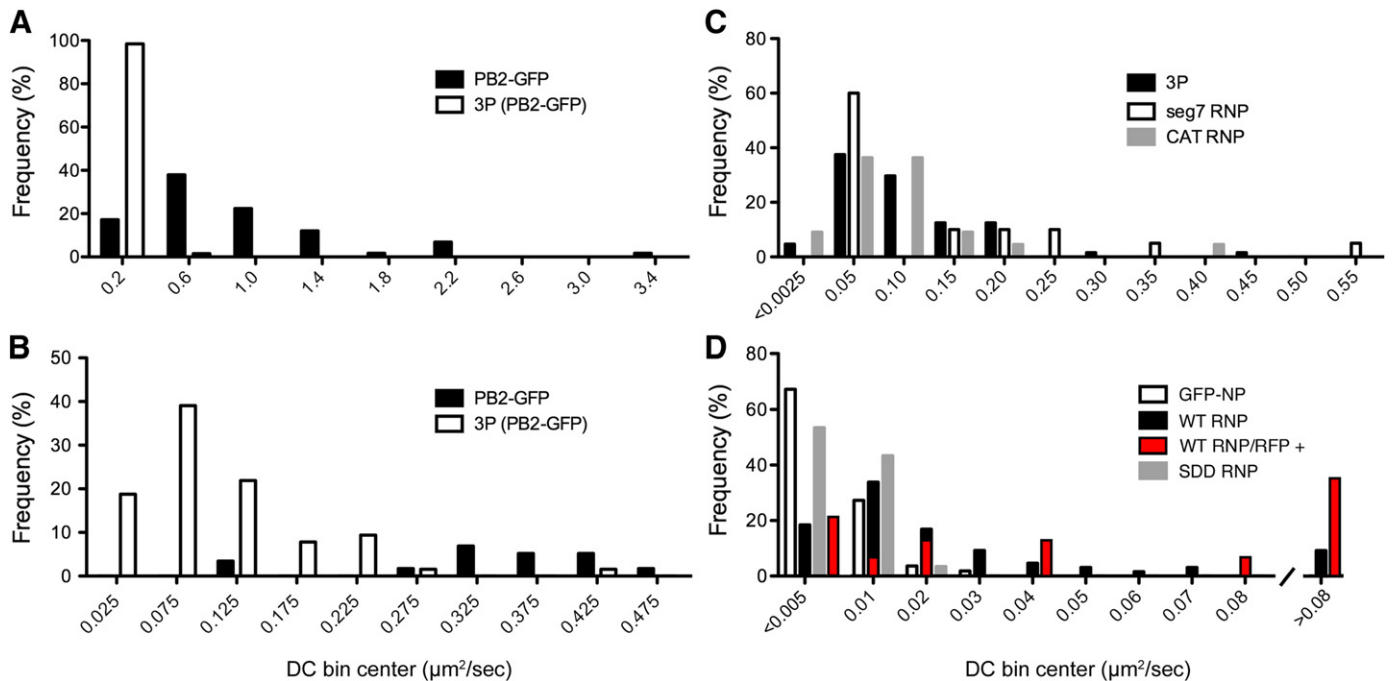 A
Frequency (%)
100
80
60
40
20
0
PB2-GFP
3P (PB2-GFP)
0.2 0.6 1.0 1.4 1.8 2.2 2.6 3.0 3.4
B
Frequency (%)
50
40
30
20
10
0
PB2-GFP
3P (PB2-GFP)
0.025 0.075 0.125 0.175 0.225 0.275 0.325 0.375 0.425 0.475
DC bin center (µm²/sec)
C
Frequency (%)
80
60
40
20
0
3P
seg7 RNP
CAT RNP
<0.0025 0.05 0.10 0.15 0.20 0.25 0.30 0.35 0.40 0.45 0.50 0.55
D
Frequency (%)
80
60
40
20
0
GFP-NP
WT RNP
WT RNP/RFP +
SDD RNP
<0.005 0.01 0.02 0.03 0.04 0.05 0.06 0.07 0.08 >0.08
DC bin center (µm²/sec)